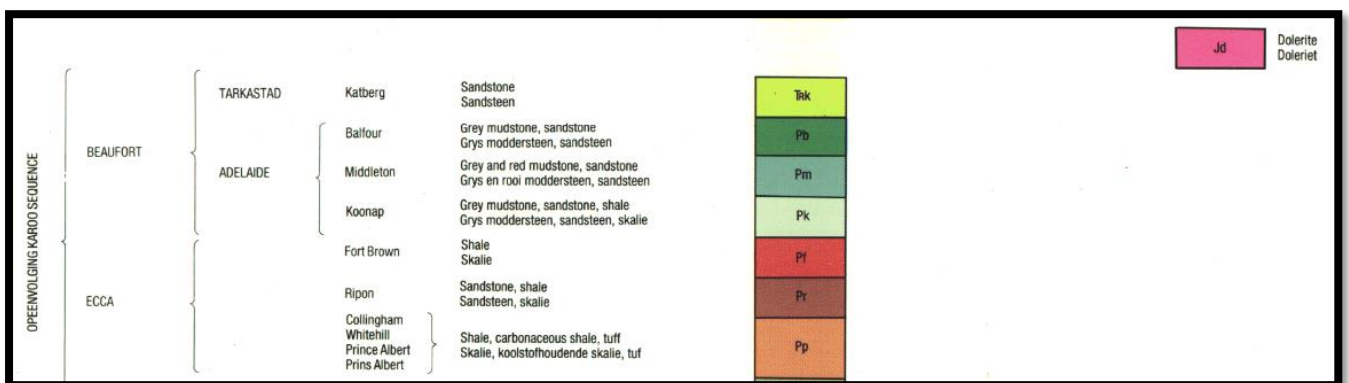 Jd
Dolerite
Doleriet
OPEENVOLGING KAROO SEQUENCE
BEAUFORT
TARKASTAD
Katberg
Sandstone
Sandsteen
TRk
ADELAIDE
Balfour
Grey mudstone, sandstone
Grys moddersteen, sandsteen
Pb
Middleton
Grey and red mudstone, sandstone
Grys en rooi moddersteen, sandsteen
Pm
Koonap
Grey mudstone, sandstone, shale
Grys moddersteen, sandsteen, skalie
Pk
ECCA
Fort Brown
Shale
Skalie
Pf
Ripon
Sandstone, shale
Sandsteen, skalie
Pr
Collingham
Whitehill
Prince Albert
Prins Albert
Shale, carbonaceous shale, tuff
Skalie, koolstofhoudende skalie, tuf
Pp